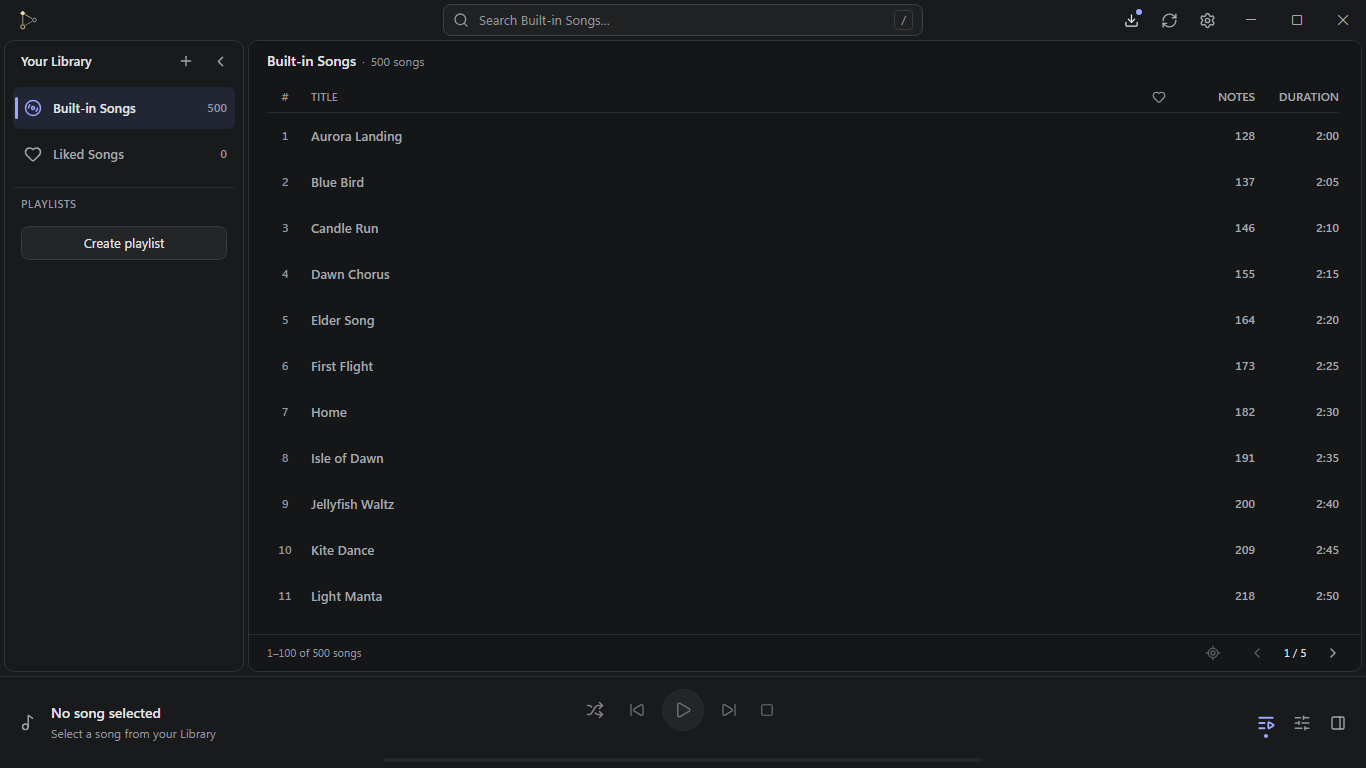 Search Built-in Songs...
/
Your Library
Built-in Songs 500
Liked Songs 0
PLAYLISTS
Create playlist
Built-in Songs · 500 songs
# TITLE NOTES DURATION
1 Aurora Landing 128 2:00
2 Blue Bird 137 2:05
3 Candle Run 146 2:10
4 Dawn Chorus 155 2:15
5 Elder Song 164 2:20
6 First Flight 173 2:25
7 Home 182 2:30
8 Isle of Dawn 191 2:35
9 Jellyfish Waltz 200 2:40
10 Kite Dance 209 2:45
11 Light Manta 218 2:50
1–100 of 500 songs
1 / 5
No song selected
Select a song from your Library